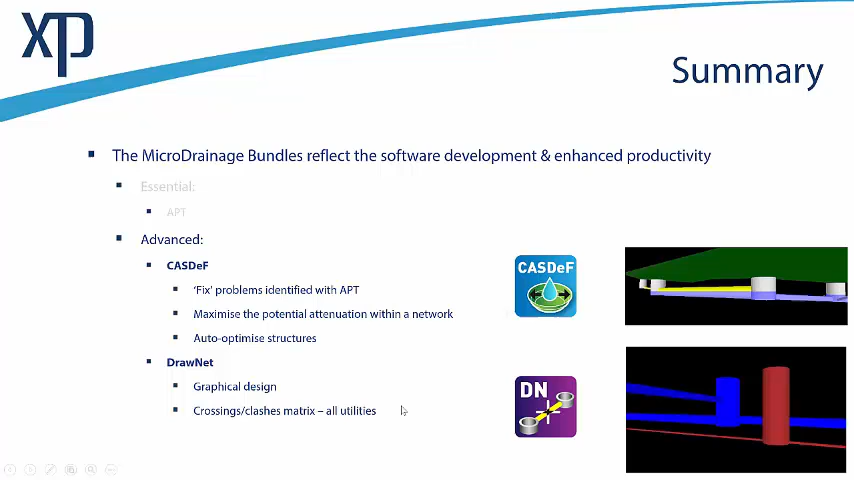 xp
Summary
The MicroDrainage Bundles reflect the software development & enhanced productivity
Essential:
APT
Advanced:
CASDeF
'Fix' problems identified with APT
Maximise the potential attenuation within a network
Auto-optimise structures
DrawNet
Graphical design
Crossings/clashes matrix – all utilities
CASDeF
DN